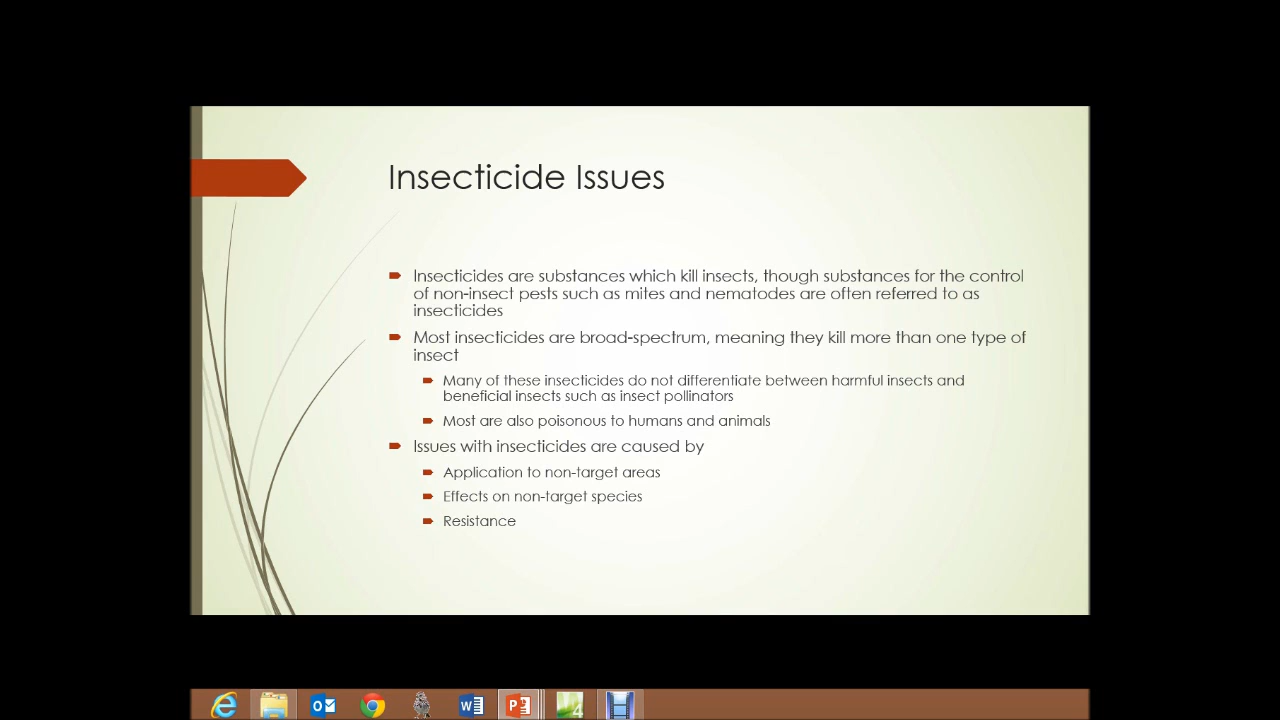 Insecticide Issues
Insecticides are substances which kill insects, though substances for the control
of non-insect pests such as mites and nematodes are often referred to as
insecticides
Most insecticides are broad-spectrum, meaning they kill more than one type of
insect
Many of these insecticides do not differentiate between harmful insects and
beneficial insects such as insect pollinators
Most are also poisonous to humans and animals
Issues with insecticides are caused by
Application to non-target areas
Effects on non-target species
Resistance